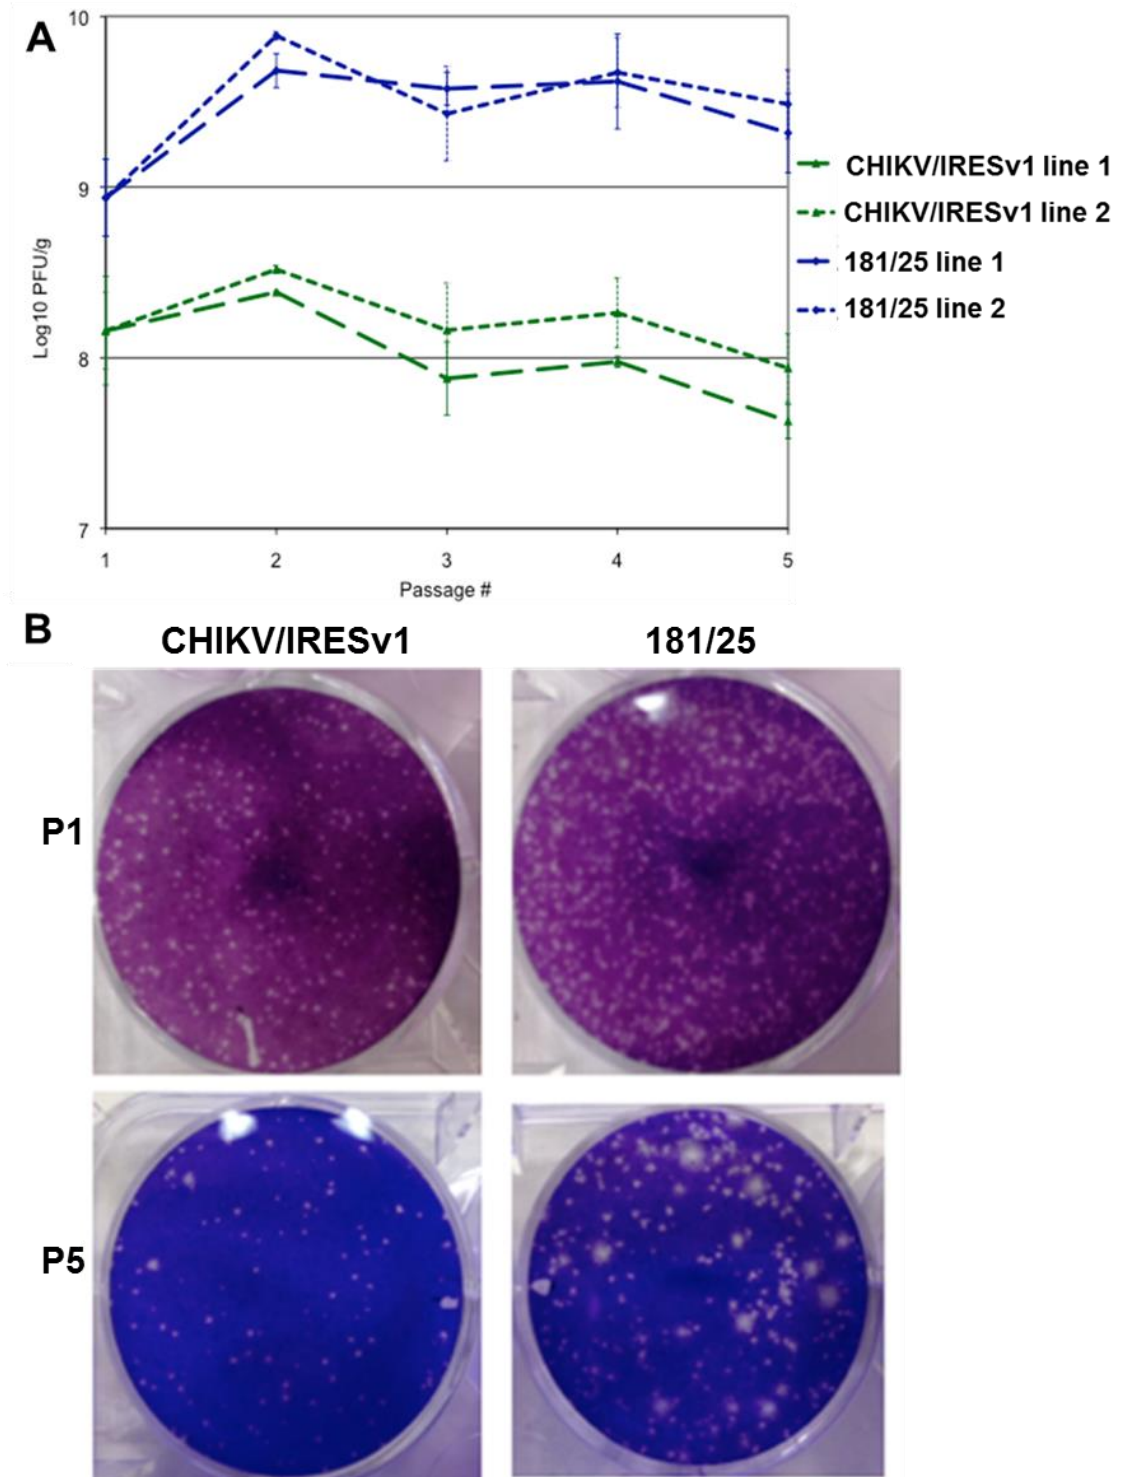 A
10
9
8
7
Log10 PFU/g
1 2 3 4 5
Passage #
CHIKV/IRESv1 line 1
CHIKV/IRESv1 line 2
181/25 line 1
181/25 line 2
B
CHIKV/IRESv1 181/25
P1
P5